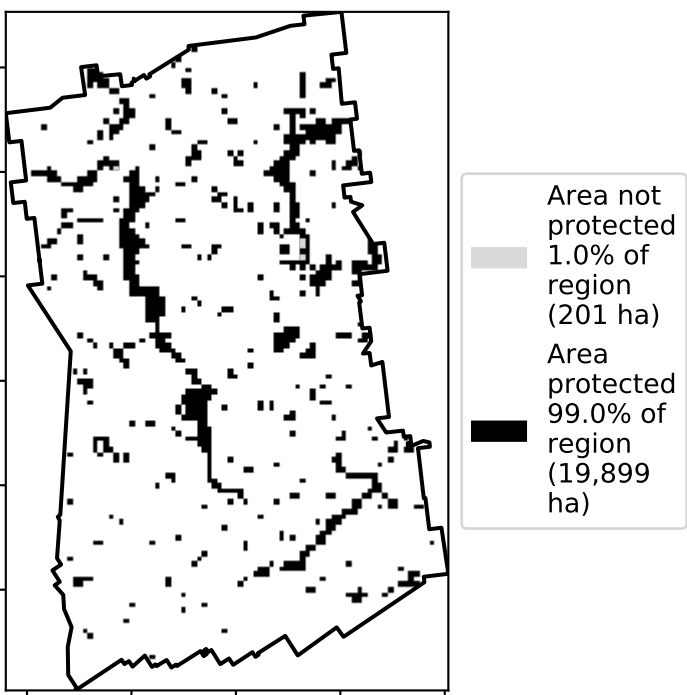 Area not
protected
1.0% of
region
(201 ha)
Area
protected
99.0% of
region
(19,899
ha)